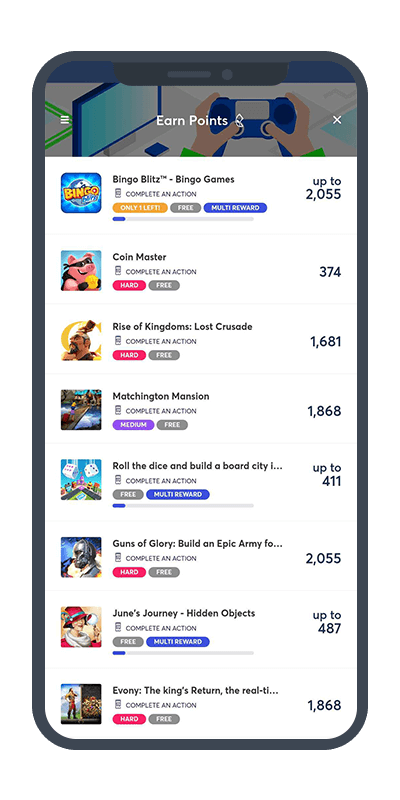 Earn Points
Bingo Blitz™ - Bingo Games
COMPLETE AN ACTION
ONLY 1 LEFT! FREE MULTI REWARD
up to
2,055
BINGO
Coin Master
COMPLETE AN ACTION
HARD FREE
374
Rise of Kingdoms: Lost Crusade
COMPLETE AN ACTION
HARD FREE
1,681
Matchington Mansion
COMPLETE AN ACTION
MEDIUM FREE
1,868
Roll the dice and build a board city i...
COMPLETE AN ACTION
FREE MULTI REWARD
up to
411
Guns of Glory: Build an Epic Army fo...
COMPLETE AN ACTION
HARD FREE
2,055
June's Journey - Hidden Objects
COMPLETE AN ACTION
FREE MULTI REWARD
up to
487
Evony: The king's Return, the real-ti...
COMPLETE AN ACTION
HARD FREE
1,868